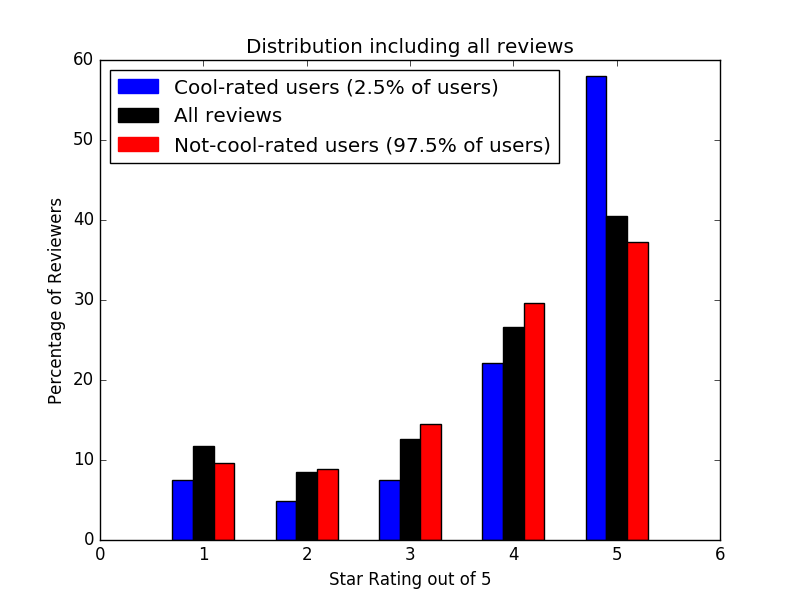 Distribution including all reviews
Cool-rated users (2.5% of users)
All reviews
Not-cool-rated users (97.5% of users)
Percentage of Reviewers
60
50
40
30
20
10
0
0 1 2 3 4 5 6
Star Rating out of 5